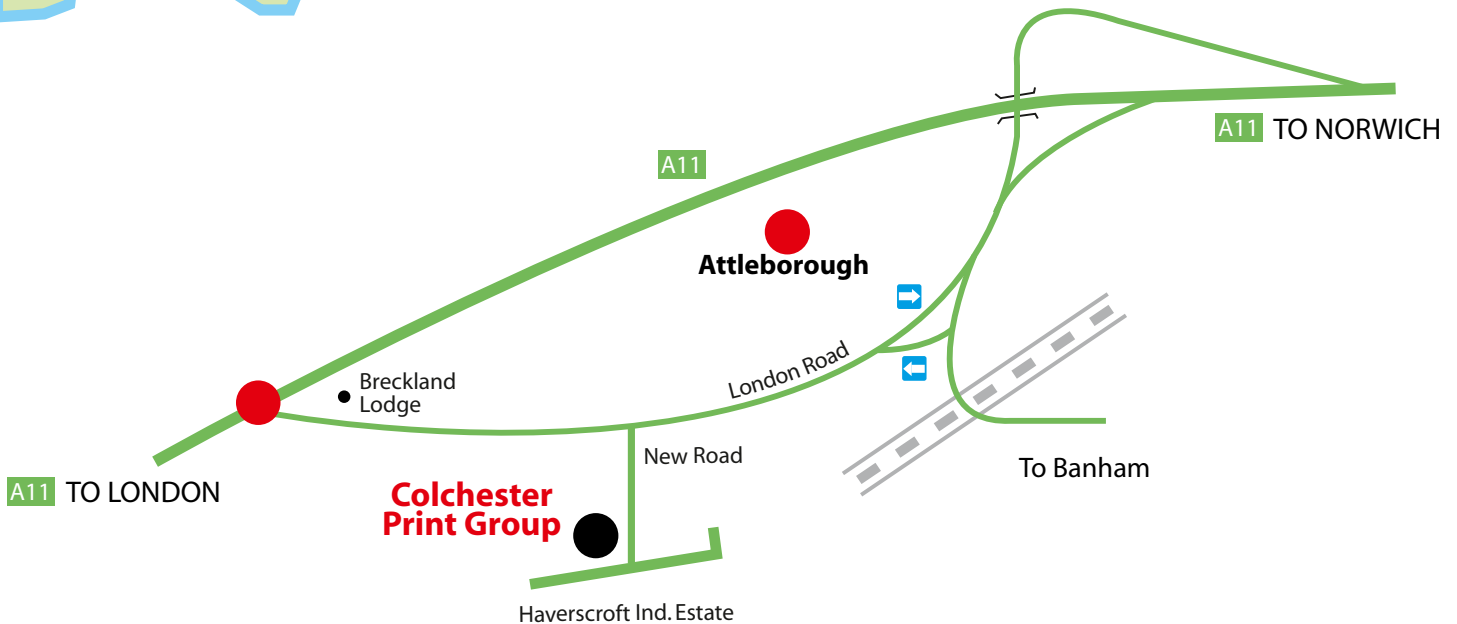 A11 TO NORWICH
A11
Attleborough
London Road
Breckland
Lodge
New Road
To Banham
A11 TO LONDON
Colchester
Print Group
Haverscroft Ind. Estate